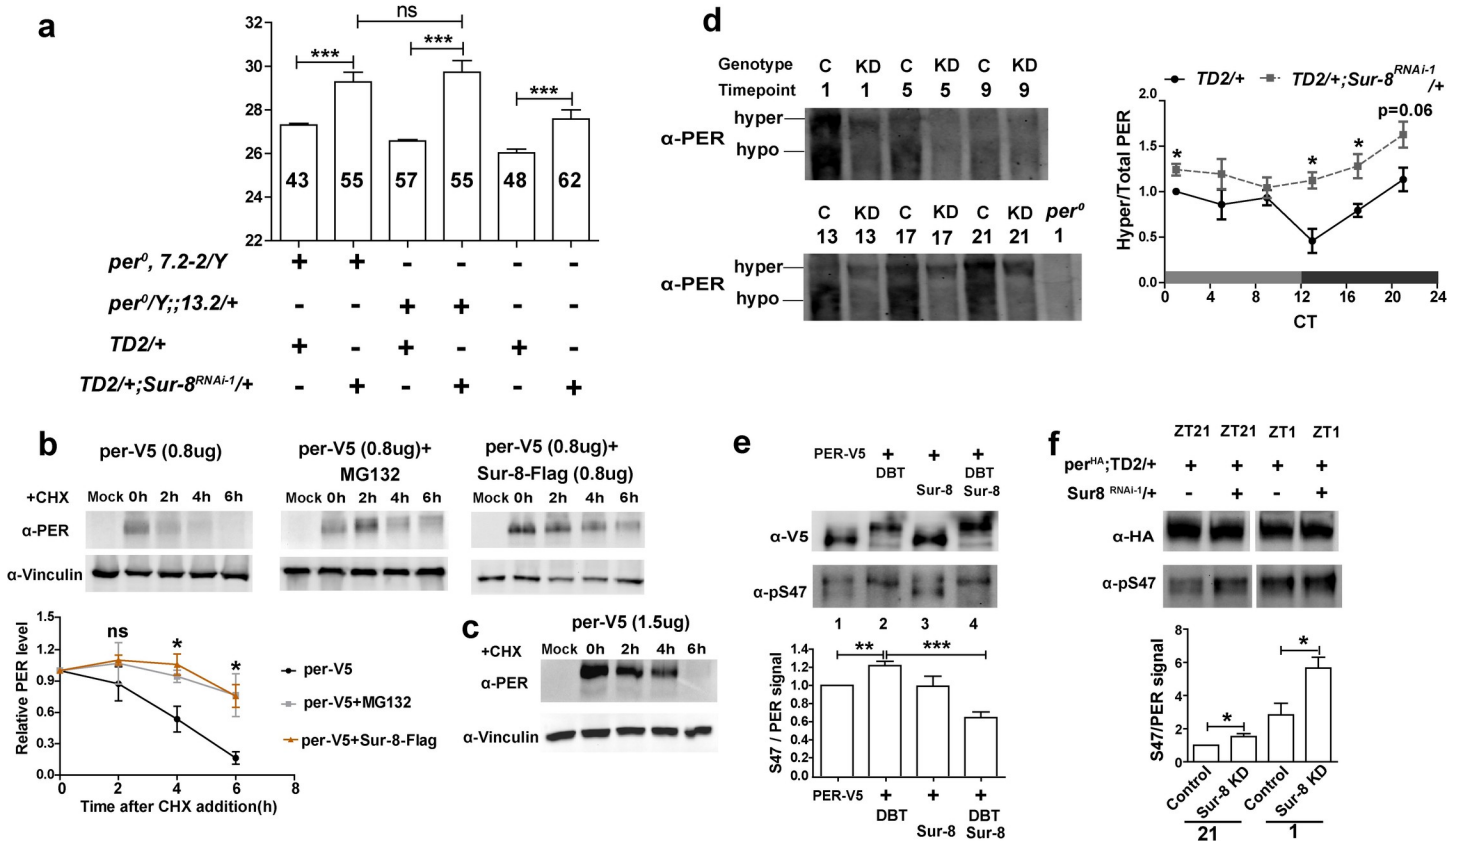 a
32
30
28
26
24
22
***
ns
***
***
43
55
57
55
48
62
per⁰, 7.2-2/Y + + - - - -
per⁰/Y;;13.2/+ - - + + - -
TD2/+ + - + - + -
TD2/+;Sur-8ᴿᴺᴬⁱ⁻¹/+ - + - + - +
b
per-V5 (0.8ug)
per-V5 (0.8ug)+
MG132
per-V5 (0.8ug)+
Sur-8-Flag (0.8ug)
+CHX Mock 0h 2h 4h 6h Mock 0h 2h 4h 6h Mock 0h 2h 4h 6h
α-PER
α-Vinculin
Relative PER level
1.5
1.2
0.9
0.6
0.3
0.0
ns
*
*
0 2 4 6 8
Time after CHX addition(h)
per-V5
per-V5+MG132
per-V5+Sur-8-Flag
c
per-V5 (1.5ug)
+CHX Mock 0h 2h 4h 6h
α-PER
α-Vinculin
d
Genotype C KD C KD C KD
Timepoint 1 1 5 5 9 9
α-PER
hyper
hypo
C KD C KD C KD per⁰
13 13 17 17 21 21 1
α-PER
hyper
hypo
TD2/+
TD2/+;Sur-8ᴿᴺᴬⁱ⁻¹
/+
p=0.06
Hyper/Total PER
2.0
1.5
1.0
0.5
0.0
*
*
*
0 4 8 12 16 20 24
CT
e
PER-V5 + + +
DBT DBT
Sur-8 Sur-8
α-V5
α-pS47
1 2 3 4
S47 / PER signal
1.4
1.2
1.0
0.8
0.6
0.4
0.2
0.0
**
***
PER-V5 + + +
DBT DBT
Sur-8 Sur-8
f
ZT21 ZT21 ZT1 ZT1
perᴴᴬ;TD2/+ + + + +
Sur8 ᴿᴺᴬⁱ⁻¹/+ - + - +
α-HA
α-pS47
S47/PER signal
8
6
4
2
0
*
*
Control
Sur-8 KD
Control
Sur-8 KD
21
1